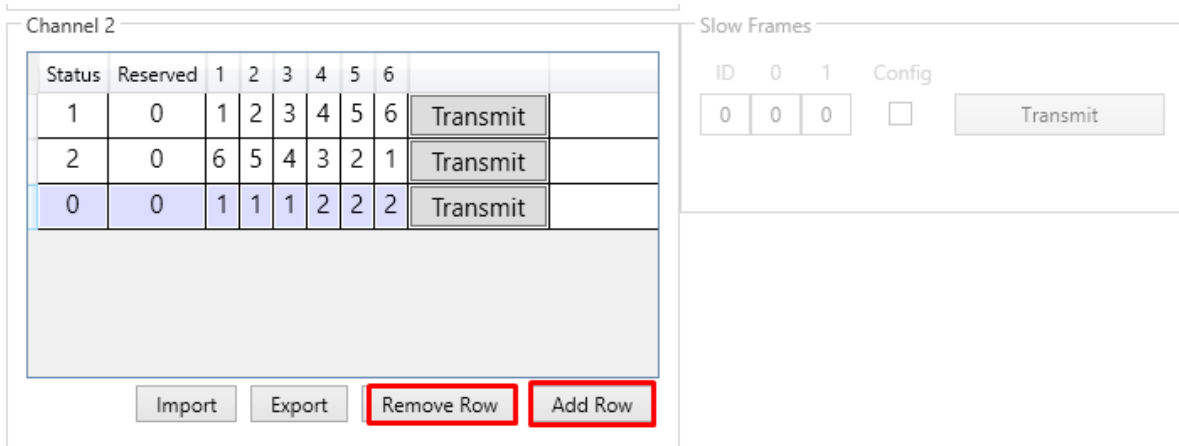 Channel 2
Status Reserved 1 2 3 4 5 6
1 0 1 2 3 4 5 6 Transmit
2 0 6 5 4 3 2 1 Transmit
0 0 1 1 1 2 2 2 Transmit
Import Export Remove Row Add Row
Slow Frames
ID 0 1 Config
0 0 0 Transmit